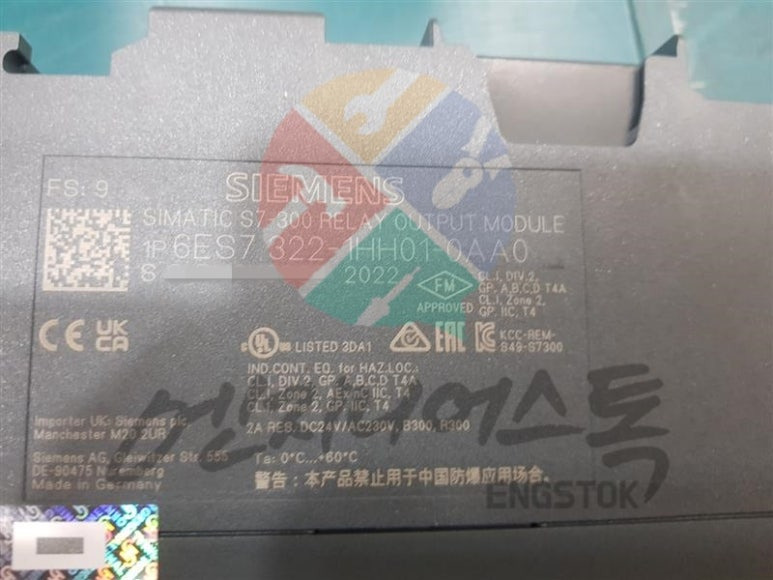 FS: 9
SIEMENS
SIMATIC S7-300 RELAY OUTPUT MODULE
1P 6ES7 322-1HH01-0AA0
S
2022
CL.I, DIV.2,
GP. A,B,C,D T4A
CL.I, Zone 2,
GP. IIC, T4
FM
APPROVED
CE UK CA
UL LISTED 3DA1
EAC
KCC-REM-
S49-S7300
IND.CONT. EQ. for HAZ.LOC.:
CL.I, DIV.2, GP. A,B,C,D T4A
CL.I, Zone 2, AEx nC IIC, T4
CL.I, Zone 2, GP. IIC, T4
Importer UK: Siemens plc,
Manchester M20 2UR
2A RES. DC24V/AC230V, B300, R300
Siemens AG, Gleiwitzer Str. 555
DE-90475 Nuremberg
Made in Germany
Ta: 0°C...+60°C
警告：本产品禁止用于中国防爆应用场合。
엔지니어스톡
ENGSTOK